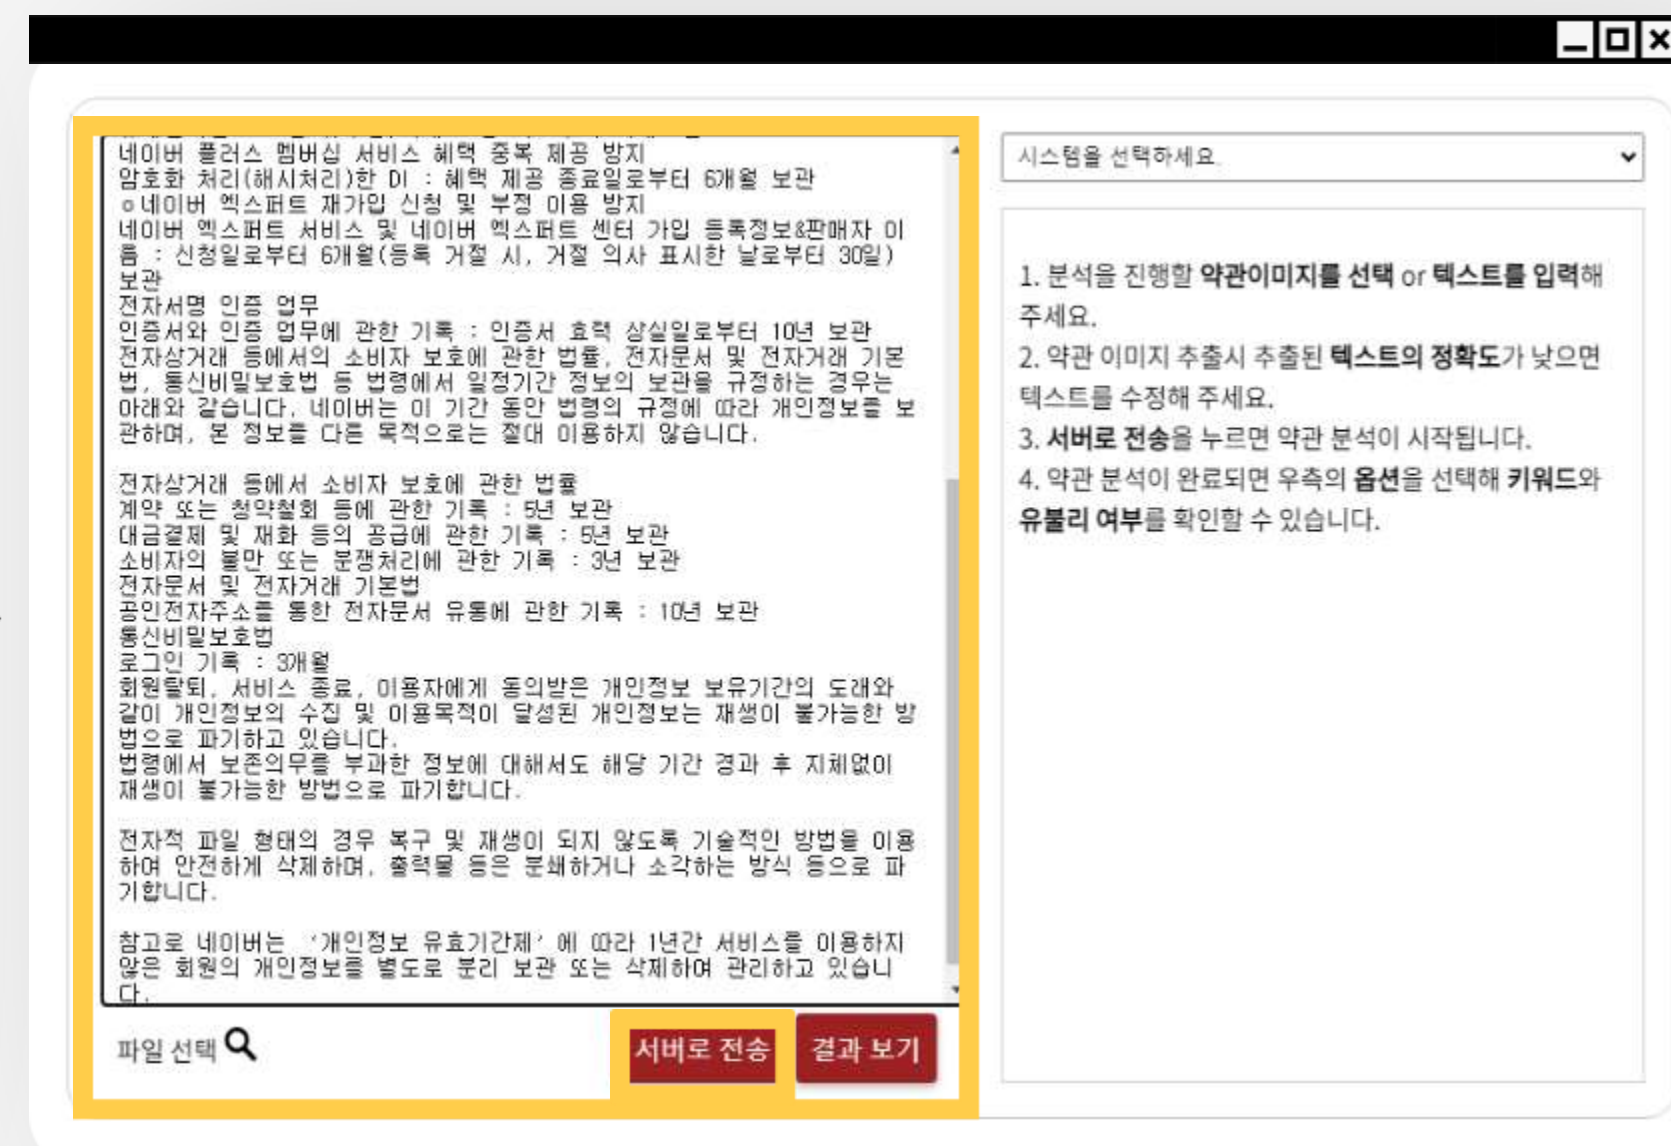 네이버 플러스 멤버십 서비스 혜택 중복 제공 방지
암호화 처리(해시처리)한 DI : 혜택 제공 종료일로부터 6개월 보관
ㅇ네이버 엑스퍼트 재가입 신청 및 부정 이용 방지
네이버 엑스퍼트 서비스 및 네이버 엑스퍼트 센터 가입 등록정보&판매자 이
름 : 신청일로부터 6개월(등록 거절 시, 거절 의사 표시한 날로부터 30일)
보관
전자서명 인증 업무
인증서와 인증 업무에 관한 기록 : 인증서 효력 상실일로부터 10년 보관
전자상거래 등에서의 소비자 보호에 관한 법률, 전자문서 및 전자거래 기본
법, 통신비밀보호법 등 법령에서 일정기간 정보의 보관을 규정하는 경우는
아래와 같습니다. 네이버는 이 기간 동안 법령의 규정에 따라 개인정보를 보
관하며, 본 정보를 다른 목적으로는 절대 이용하지 않습니다.
전자상거래 등에서 소비자 보호에 관한 법률
계약 또는 청약철회 등에 관한 기록 : 5년 보관
대금결제 및 재화 등의 공급에 관한 기록 : 5년 보관
소비자의 불만 또는 분쟁처리에 관한 기록 : 3년 보관
전자문서 및 전자거래 기본법
공인전자주소를 통한 전자문서 유통에 관한 기록 : 10년 보관
통신비밀보호법
로그인 기록 : 3개월
회원탈퇴, 서비스 종료, 이용자에게 동의받은 개인정보 보유기간의 도래와
같이 개인정보의 수집 및 이용목적이 달성된 개인정보는 재생이 불가능한 방
법으로 파기하고 있습니다.
법령에서 보존의무를 부과한 정보에 대해서도 해당 기간 경과 후 지체없이
재생이 불가능한 방법으로 파기합니다.
전자적 파일 형태의 경우 복구 및 재생이 되지 않도록 기술적인 방법을 이용
하여 안전하게 삭제하며, 출력물 등은 분쇄하거나 소각하는 방식 등으로 파
기합니다.
참고로 네이버는 '개인정보 유효기간제'에 따라 1년간 서비스를 이용하지
않은 회원의 개인정보를 별도로 분리 보관 또는 삭제하여 관리하고 있습니
다.
파일 선택
서버로 전송
결과 보기
시스템을 선택하세요.
1. 분석을 진행할 약관이미지를 선택 or 텍스트를 입력해
주세요.
2. 약관 이미지 추출시 추출된 텍스트의 정확도가 낮으면
텍스트를 수정해 주세요.
3. 서버로 전송을 누르면 약관 분석이 시작됩니다.
4. 약관 분석이 완료되면 우측의 옵션을 선택해 키워드와
유불리 여부를 확인할 수 있습니다.